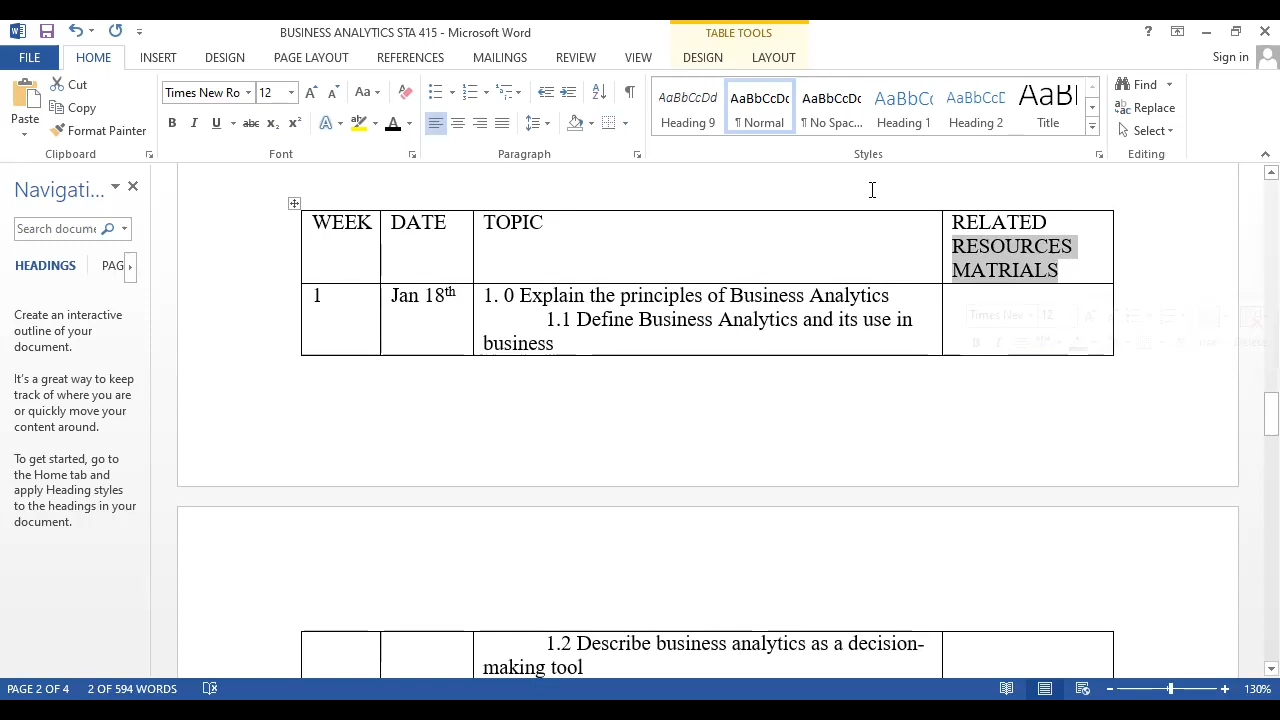 BUSINESS ANALYTICS STA 415 - Microsoft Word
TABLE TOOLS
?
FILE HOME INSERT DESIGN PAGE LAYOUT REFERENCES MAILINGS REVIEW VIEW DESIGN LAYOUT Sign in
Paste
Cut
Copy
Format Painter
Clipboard
Times New Ro 12
Font
Paragraph
AaBbCcDd AaBbCcDc AaBbCcDc AaBbCc AaBbCcC AaBl
Heading 9 ¶ Normal ¶ No Spac... Heading 1 Heading 2 Title
Styles
Find
Replace
Select
Editing
Navigati...
Search docume
HEADINGS PAG
Create an interactive
outline of your
document.
It's a great way to keep
track of where you are
or quickly move your
content around.
To get started, go to
the Home tab and
apply Heading styles
to the headings in your
document.
WEEK DATE TOPIC RELATED
RESOURCES
MATRIALS
1 Jan 18th 1. 0 Explain the principles of Business Analytics
1.1 Define Business Analytics and its use in
business
1.2 Describe business analytics as a decision-
making tool
PAGE 2 OF 4 2 OF 594 WORDS 130%